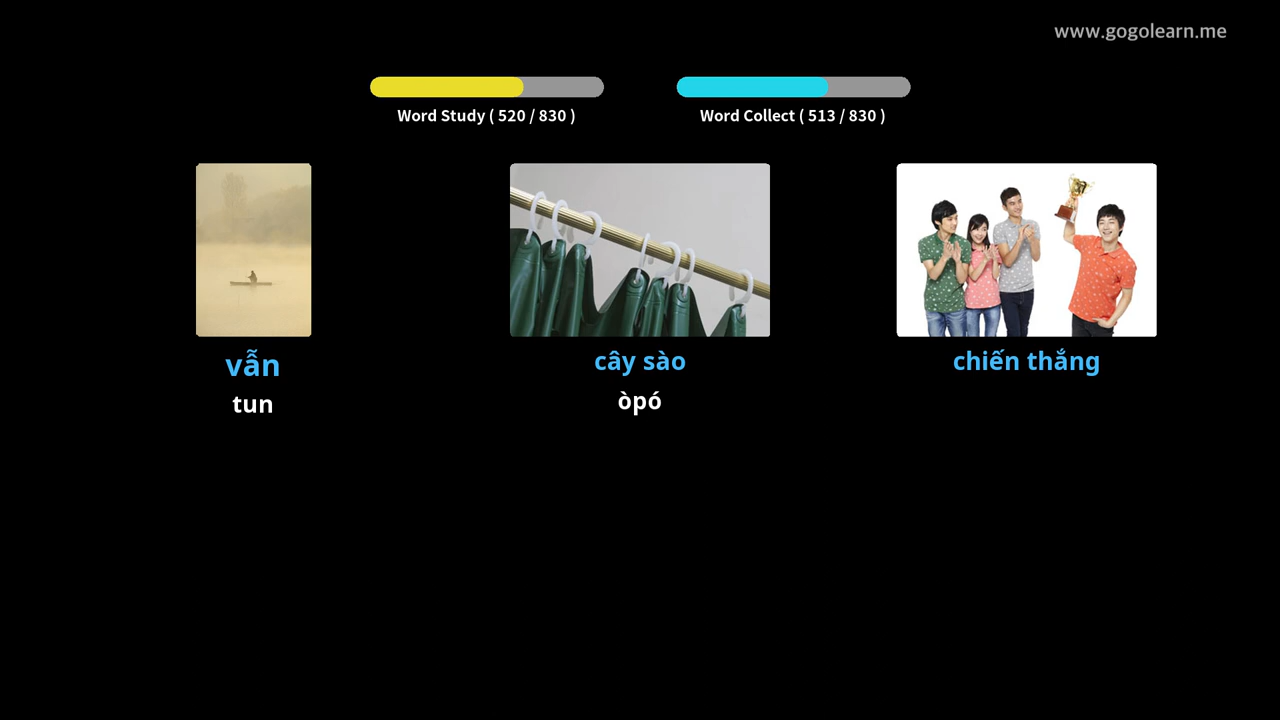 www.gogolearn.me
Word Study ( 520 / 830 )
Word Collect ( 513 / 830 )
vẫn
cây sào
chiến thắng
tun
òpó